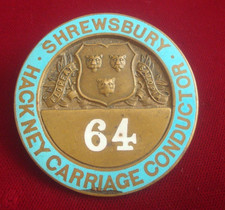 · SHREWSBURY ·
HACKNEY CARRIAGE CONDUCTOR
64